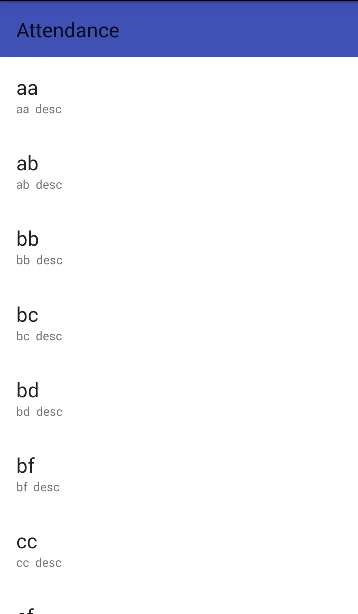 Attendance
aa
aa desc
ab
ab desc
bb
bb desc
bc
bc desc
bd
bd desc
bf
bf desc
cc
cc desc